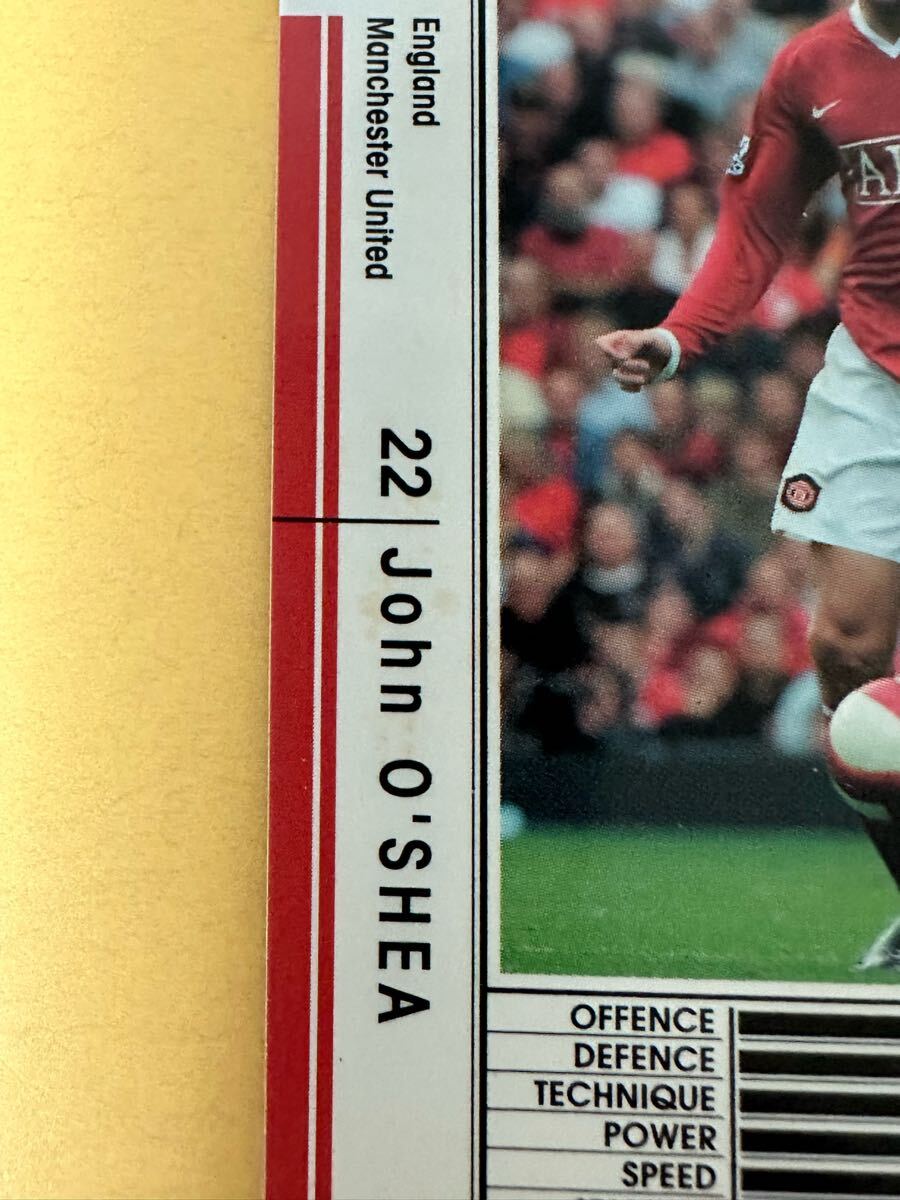 England
Manchester United
22 | John O'SHEA
OFFENCE
DEFENCE
TECHNIQUE
POWER
SPEED